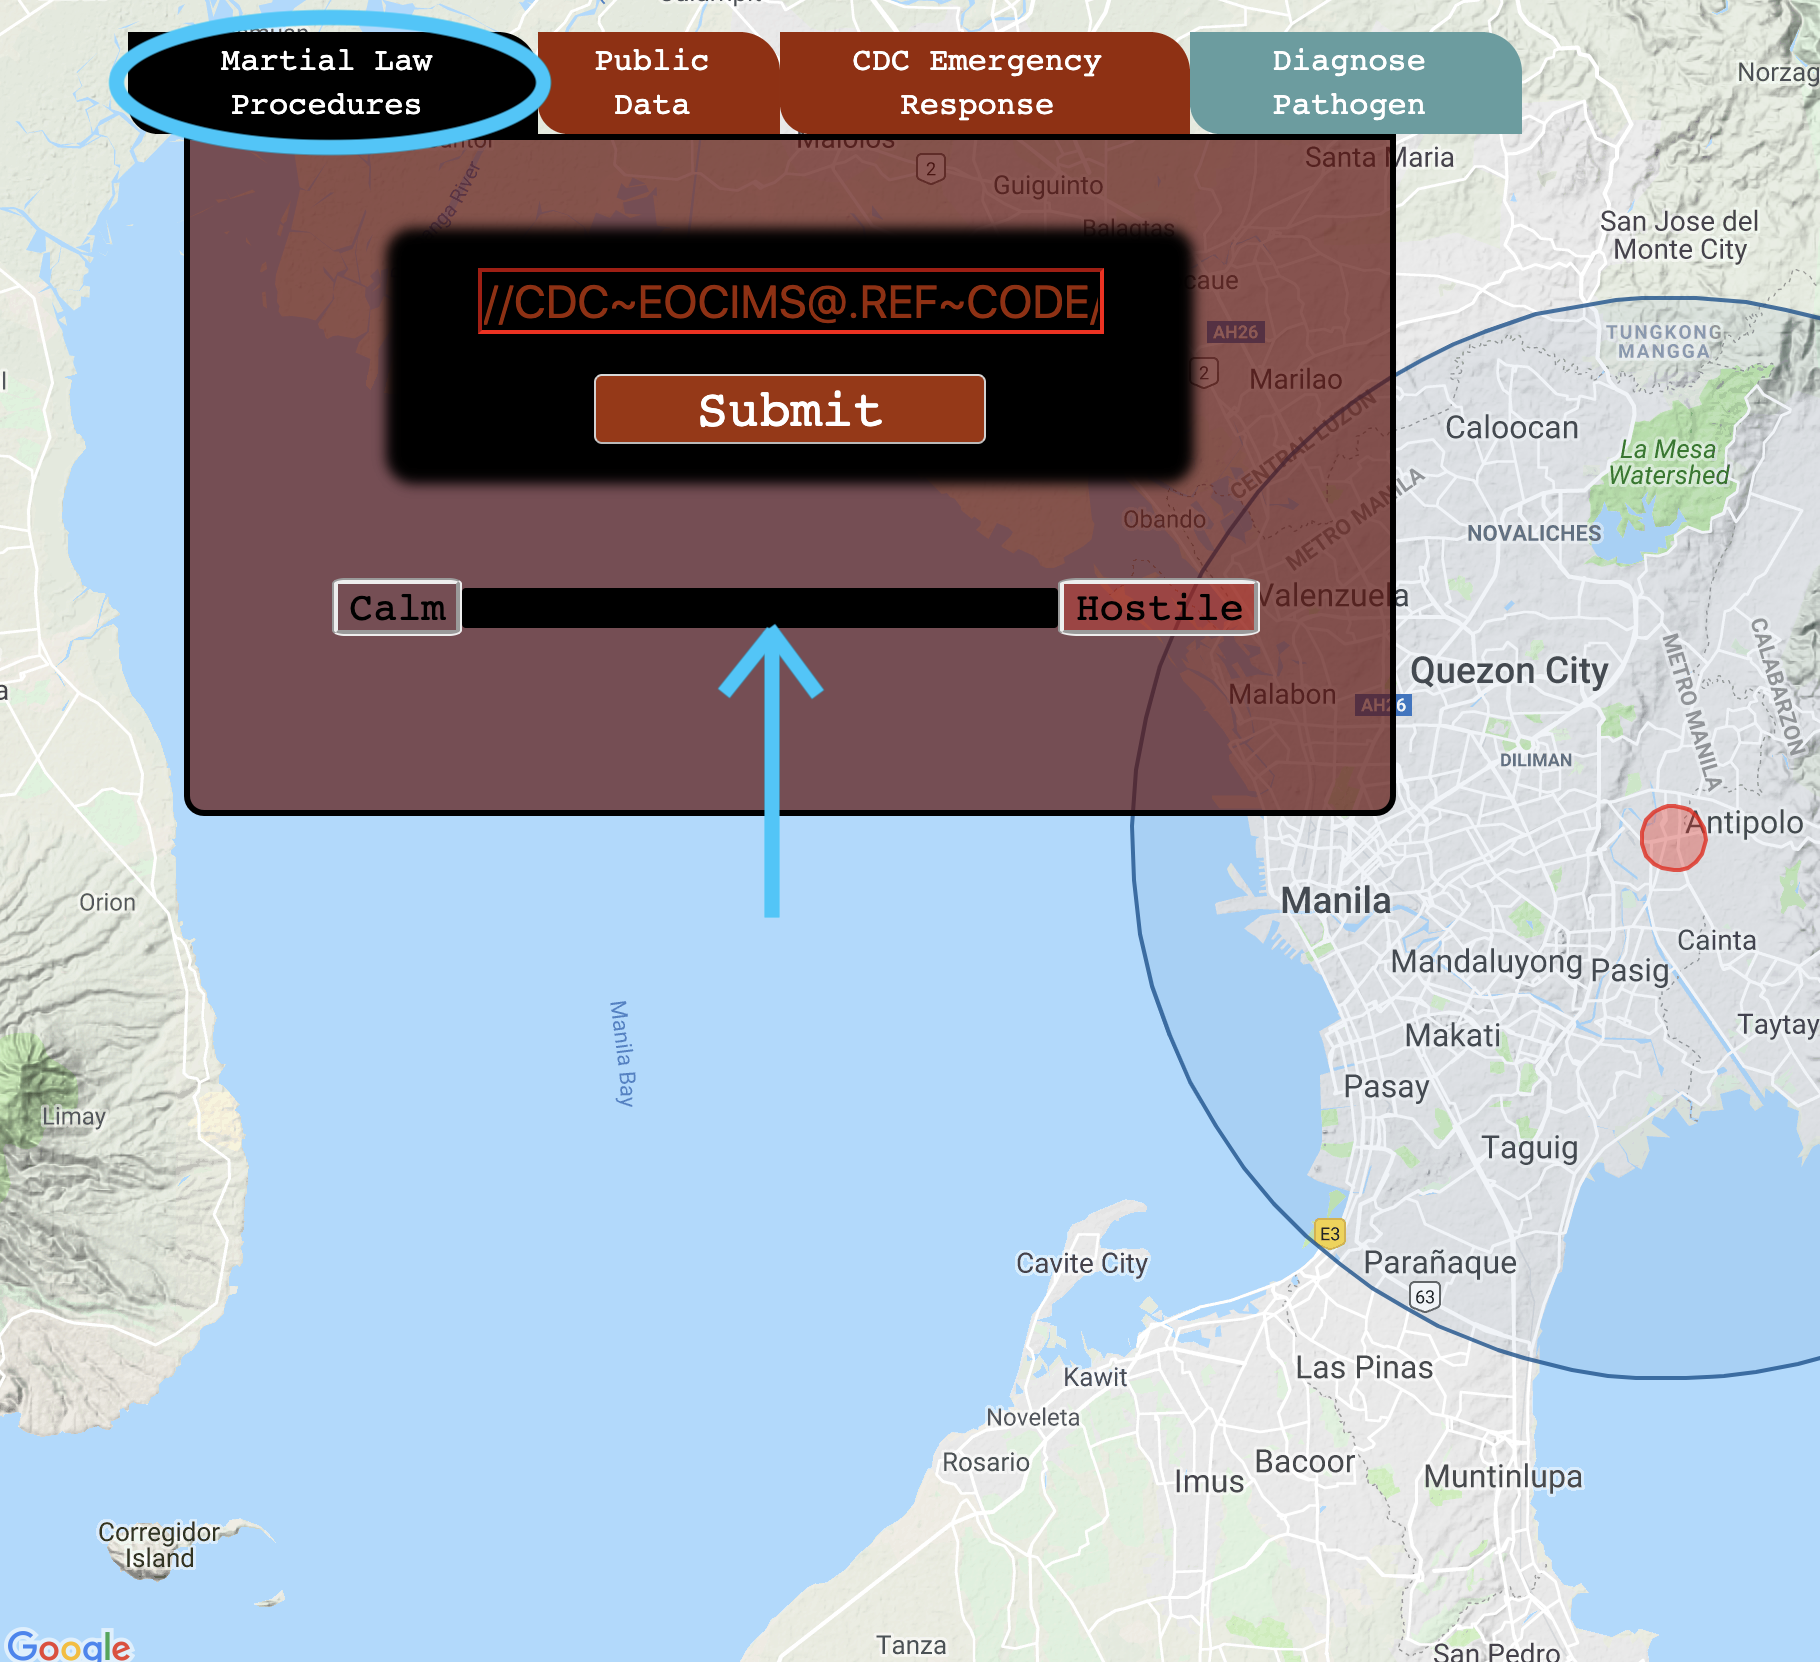 Martial Law
Procedures
Public
Data
CDC Emergency
Response
Diagnose
Pathogen
Norzag
2
Guiguinto
Santa Maria
Balagtas
San Jose del
Monte City
//CDC~EOCIMS@.REF~CODE/
caue
AH26
TUNGKONG
MANGGA
2
Marilao
Submit
CENTRAL LUZON
Caloocan
La Mesa
Watershed
METRO MANILA
Obando
NOVALICHES
Calm
Hostile
Valenzuela
Quezon City
METRO MANILA
CALABARZON
Malabon
AH26
DILIMAN
Antipolo
Orion
Manila
Cainta
Mandaluyong
Pasig
Manila Bay
Makati
Taytay
Pasay
Limay
Taguig
E3
Cavite City
Parañaque
63
Las Pinas
Kawit
Noveleta
Rosario
Bacoor
Imus
Muntinlupa
Corregidor
Island
Google
Tanza
San Pedro